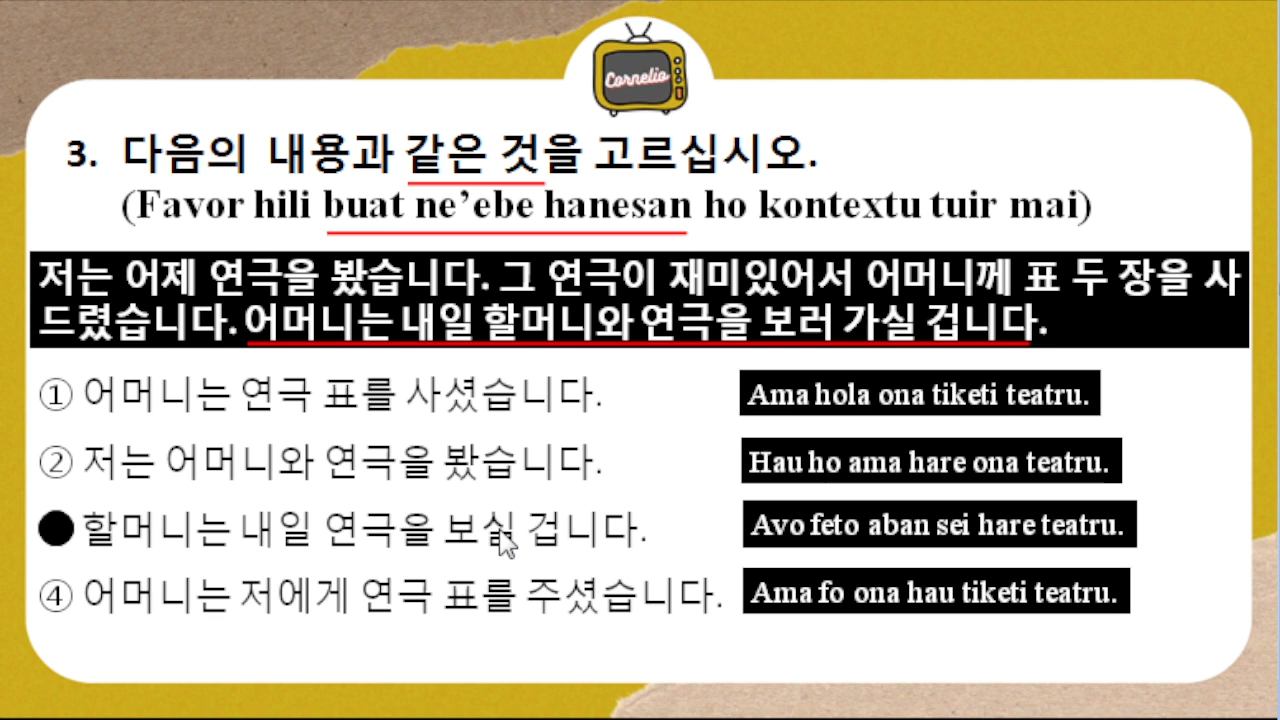 Cornelio
3. 다음의 내용과 같은 것을 고르십시오.
(Favor hili buat ne’ebe hanesan ho kontextu tuir mai)
저는 어제 연극을 봤습니다. 그 연극이 재미있어서 어머니께 표 두 장을 사
드렸습니다. 어머니는 내일 할머니와 연극을 보러 가실 겁니다.
① 어머니는 연극 표를 사셨습니다. Ama hola ona tiketi teatru.
② 저는 어머니와 연극을 봤습니다. Hau ho ama hare ona teatru.
● 할머니는 내일 연극을 보실 겁니다. Avo feto aban sei hare teatru.
④ 어머니는 저에게 연극 표를 주셨습니다. Ama fo ona hau tiketi teatru.